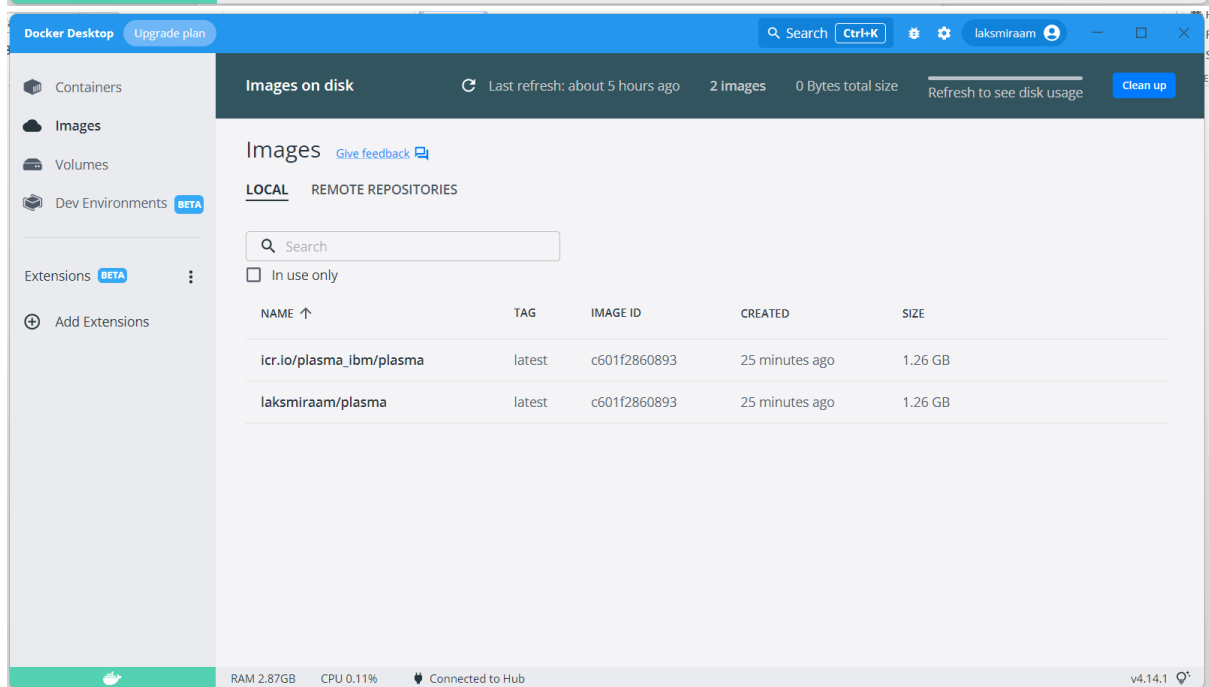 Docker Desktop Upgrade plan Search Ctrl+K laksmiraam
Containers
Images
Volumes
Dev Environments BETA
Extensions BETA
Add Extensions
Images on disk Last refresh: about 5 hours ago 2 images 0 Bytes total size Refresh to see disk usage Clean up
Images Give feedback
LOCAL REMOTE REPOSITORIES
Search
In use only
NAME TAG IMAGE ID CREATED SIZE
icr.io/plasma_ibm/plasma latest c601f2860893 25 minutes ago 1.26 GB
laksmiraam/plasma latest c601f2860893 25 minutes ago 1.26 GB
RAM 2.87GB CPU 0.11% Connected to Hub v4.14.1